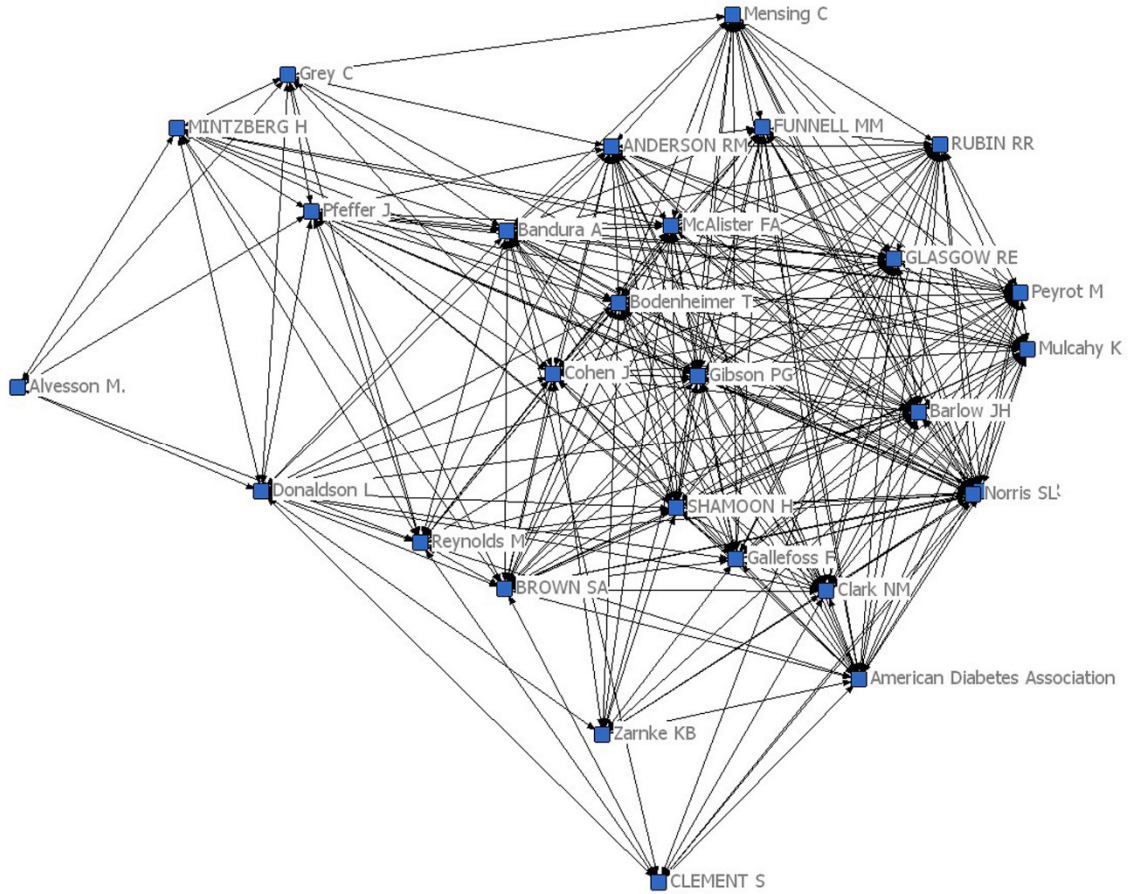 Mensing C
Grey C
MINTZBERG H
FUNNELL MM
ANDERSON RM
RUBIN RR
Pfeffer J
Bandura A
McAlister FA
GLASGOW RE
Peyrot M
Bodenheimer T
Mulcahy K
Cohen J
Gibson PG
Alvesson M.
Barlow JH
Donaldson L
Norris SL
SHAMOON H
Reynolds M
Gallefoss F
BROWN SA
Clark NM
American Diabetes Association
Zarnke KB
CLEMENT S